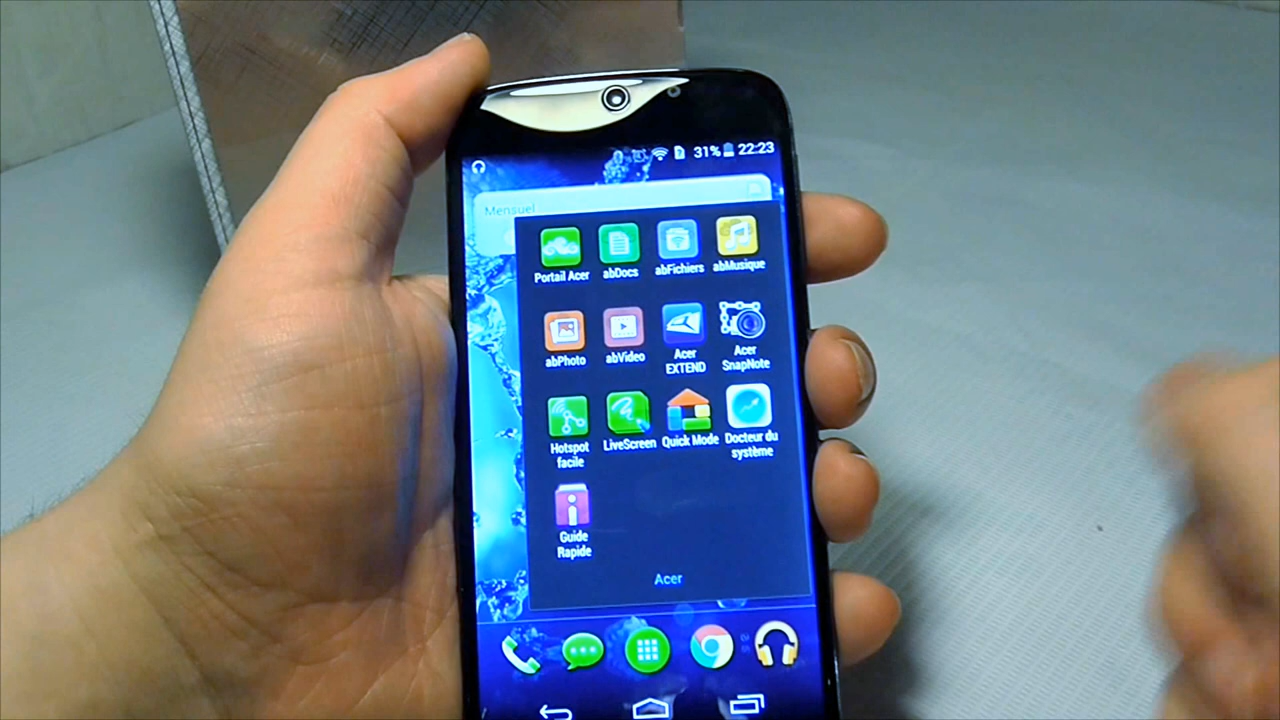 31% 22:23
Mensuel
Portail Acer abDocs abFichiers abMusique
abPhoto abVideo Acer EXTEND Acer SnapNote
Hotspot facile LiveScreen Quick Mode Docteur du système
Guide Rapide
Acer